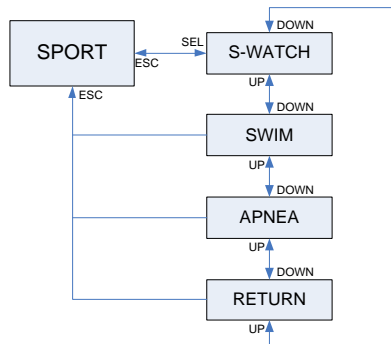 DOWN
SPORT
SEL
ESC
S-WATCH
UP
DOWN
ESC
SWIM
UP
DOWN
APNEA
UP
DOWN
RETURN
UP